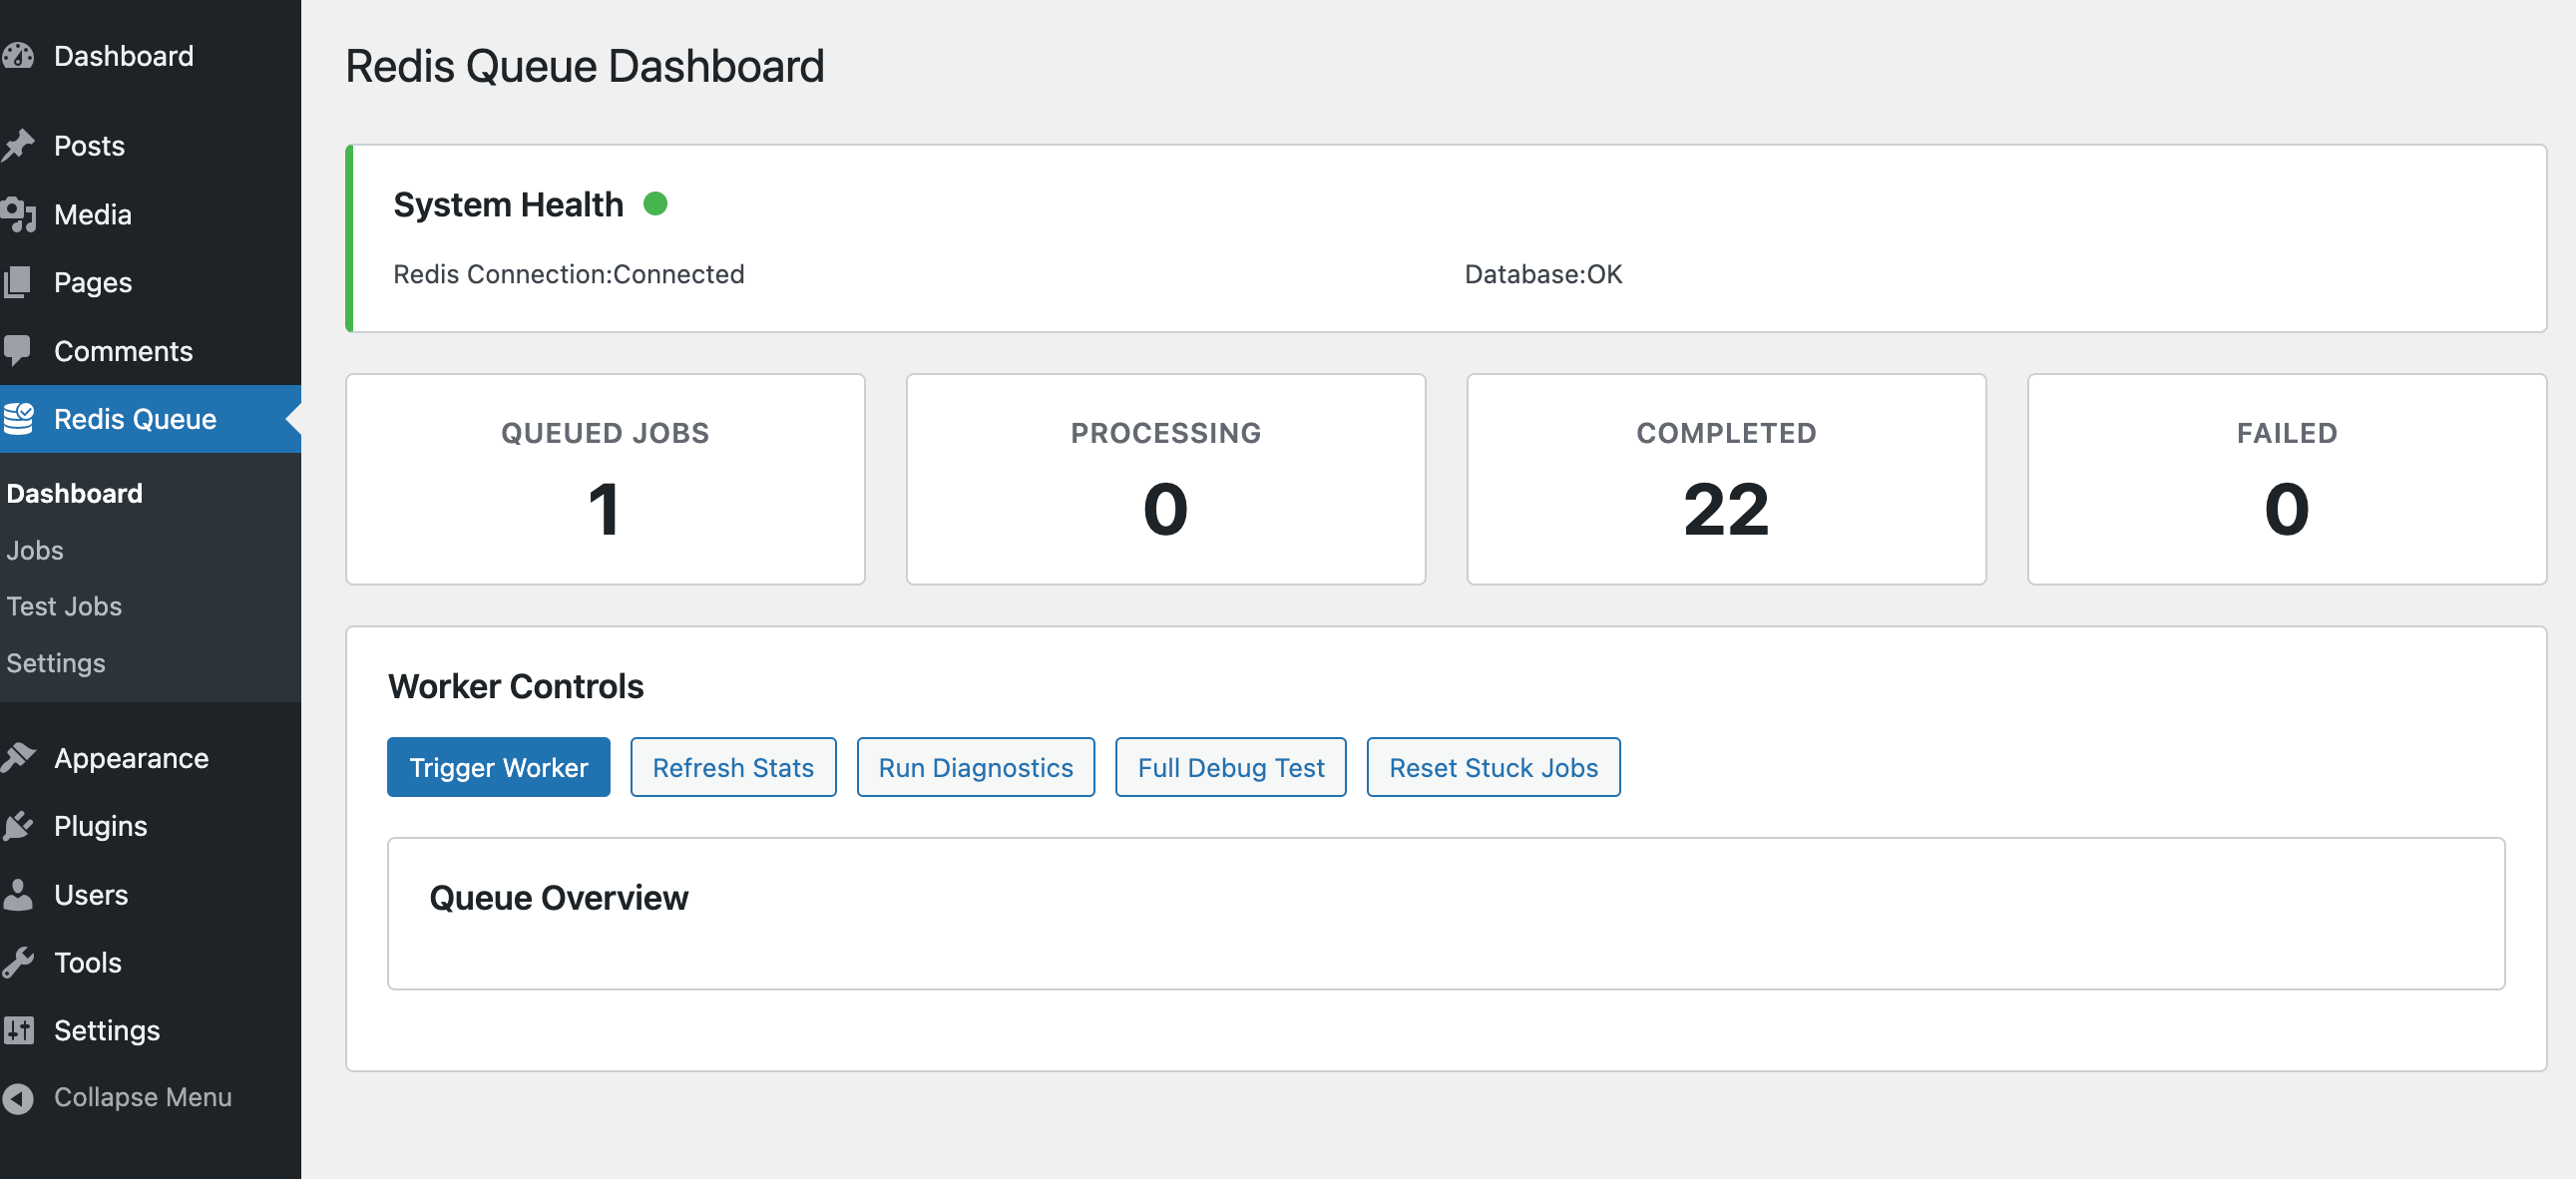 Dashboard
Posts
Media
Pages
Comments
Redis Queue
Dashboard
Jobs
Test Jobs
Settings
Appearance
Plugins
Users
Tools
Settings
Collapse Menu
Redis Queue Dashboard
System Health
Redis Connection:Connected
Database:OK
QUEUED JOBS
1
PROCESSING
0
COMPLETED
22
FAILED
0
Worker Controls
Trigger Worker
Refresh Stats
Run Diagnostics
Full Debug Test
Reset Stuck Jobs
Queue Overview